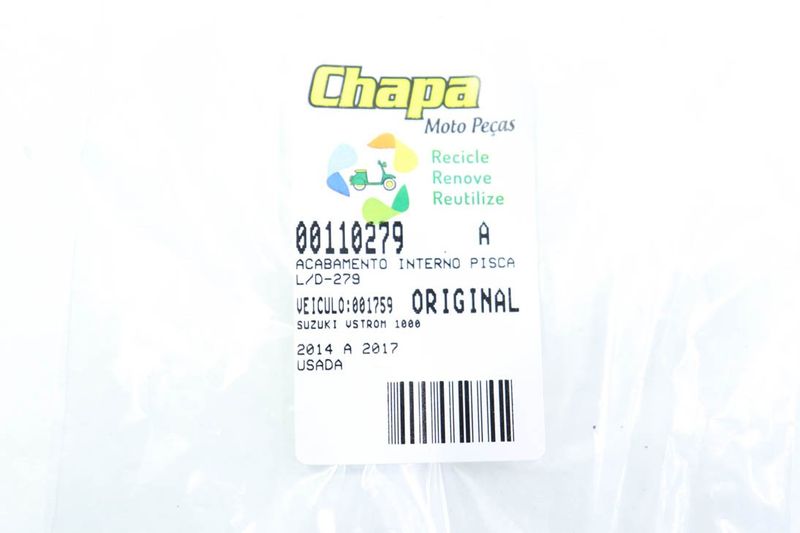 Chapa
Moto Peças
Recicle
Renove
Reutilize
00110279 A
ACABAMENTO INTERNO PISCA
L/D-279
VEICULO:001759 ORIGINAL
SUZUKI VSTROM 1000
2014 A 2017
USADA